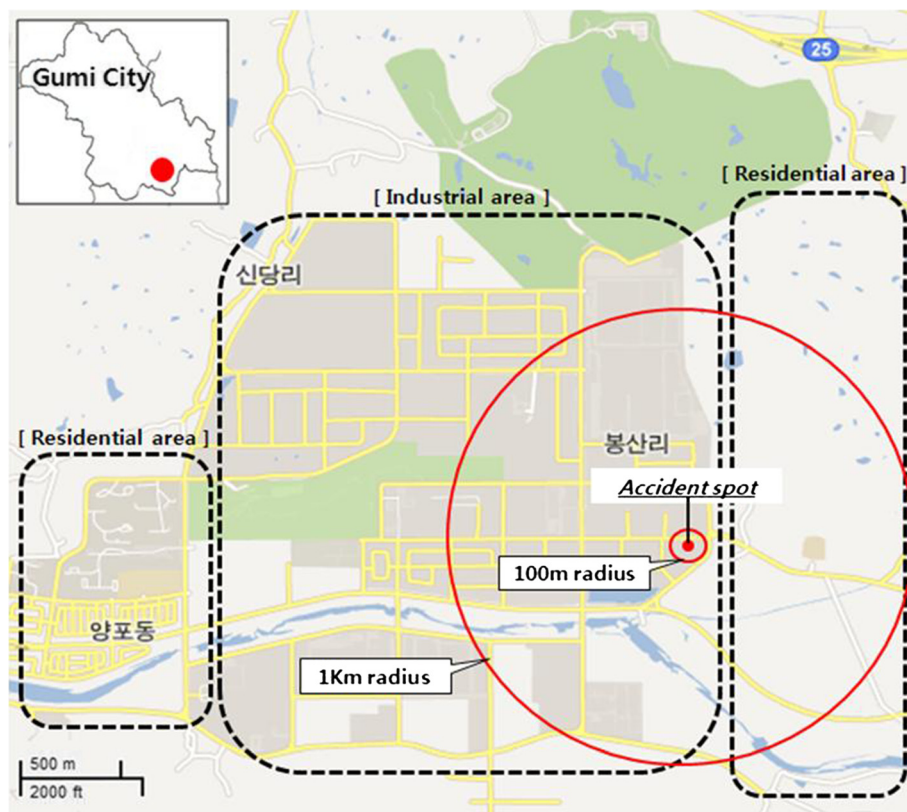 Gumi City
25
[ Residential area ]
[ Industrial area ]
신당리
[ Residential area ]
봉산리
Accident spot
100m radius
양포동
1Km radius
500 m
2000 ft